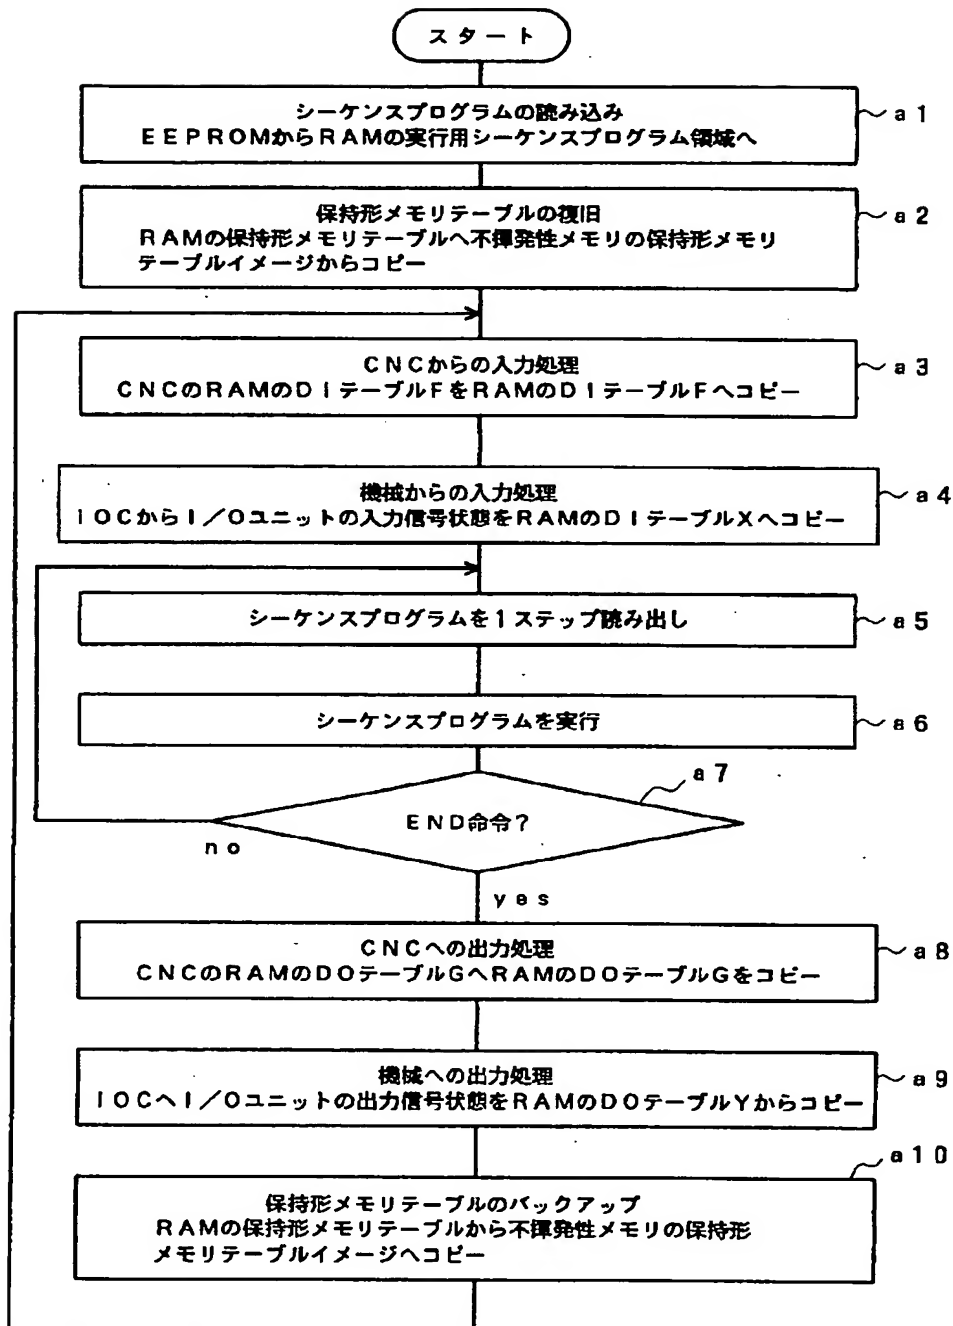 スタート
シーケンスプログラムの読み込み
EEPROMからRAMの実行用シーケンスプログラム領域へ
a1
保持形メモリテーブルの復旧
RAMの保持形メモリテーブルへ不揮発性メモリの保持形メモリ
テーブルイメージからコピー
a2
CNCからの入力処理
CNCのRAMのDIテーブルFをRAMのDIテーブルFへコピー
a3
機械からの入力処理
IOCからI/Oユニットの入力信号状態をRAMのDIテーブルXへコピー
a4
シーケンスプログラムを1ステップ読み出し
a5
シーケンスプログラムを実行
a6
a7
END命令?
no
yes
CNCへの出力処理
CNCのRAMのDOテーブルGへRAMのDOテーブルGをコピー
a8
機械への出力処理
IOCへI/Oユニットの出力信号状態をRAMのDOテーブルYからコピー
a9
a10
保持形メモリテーブルのバックアップ
RAMの保持形メモリテーブルから不揮発性メモリの保持形
メモリテーブルイメージへコピー